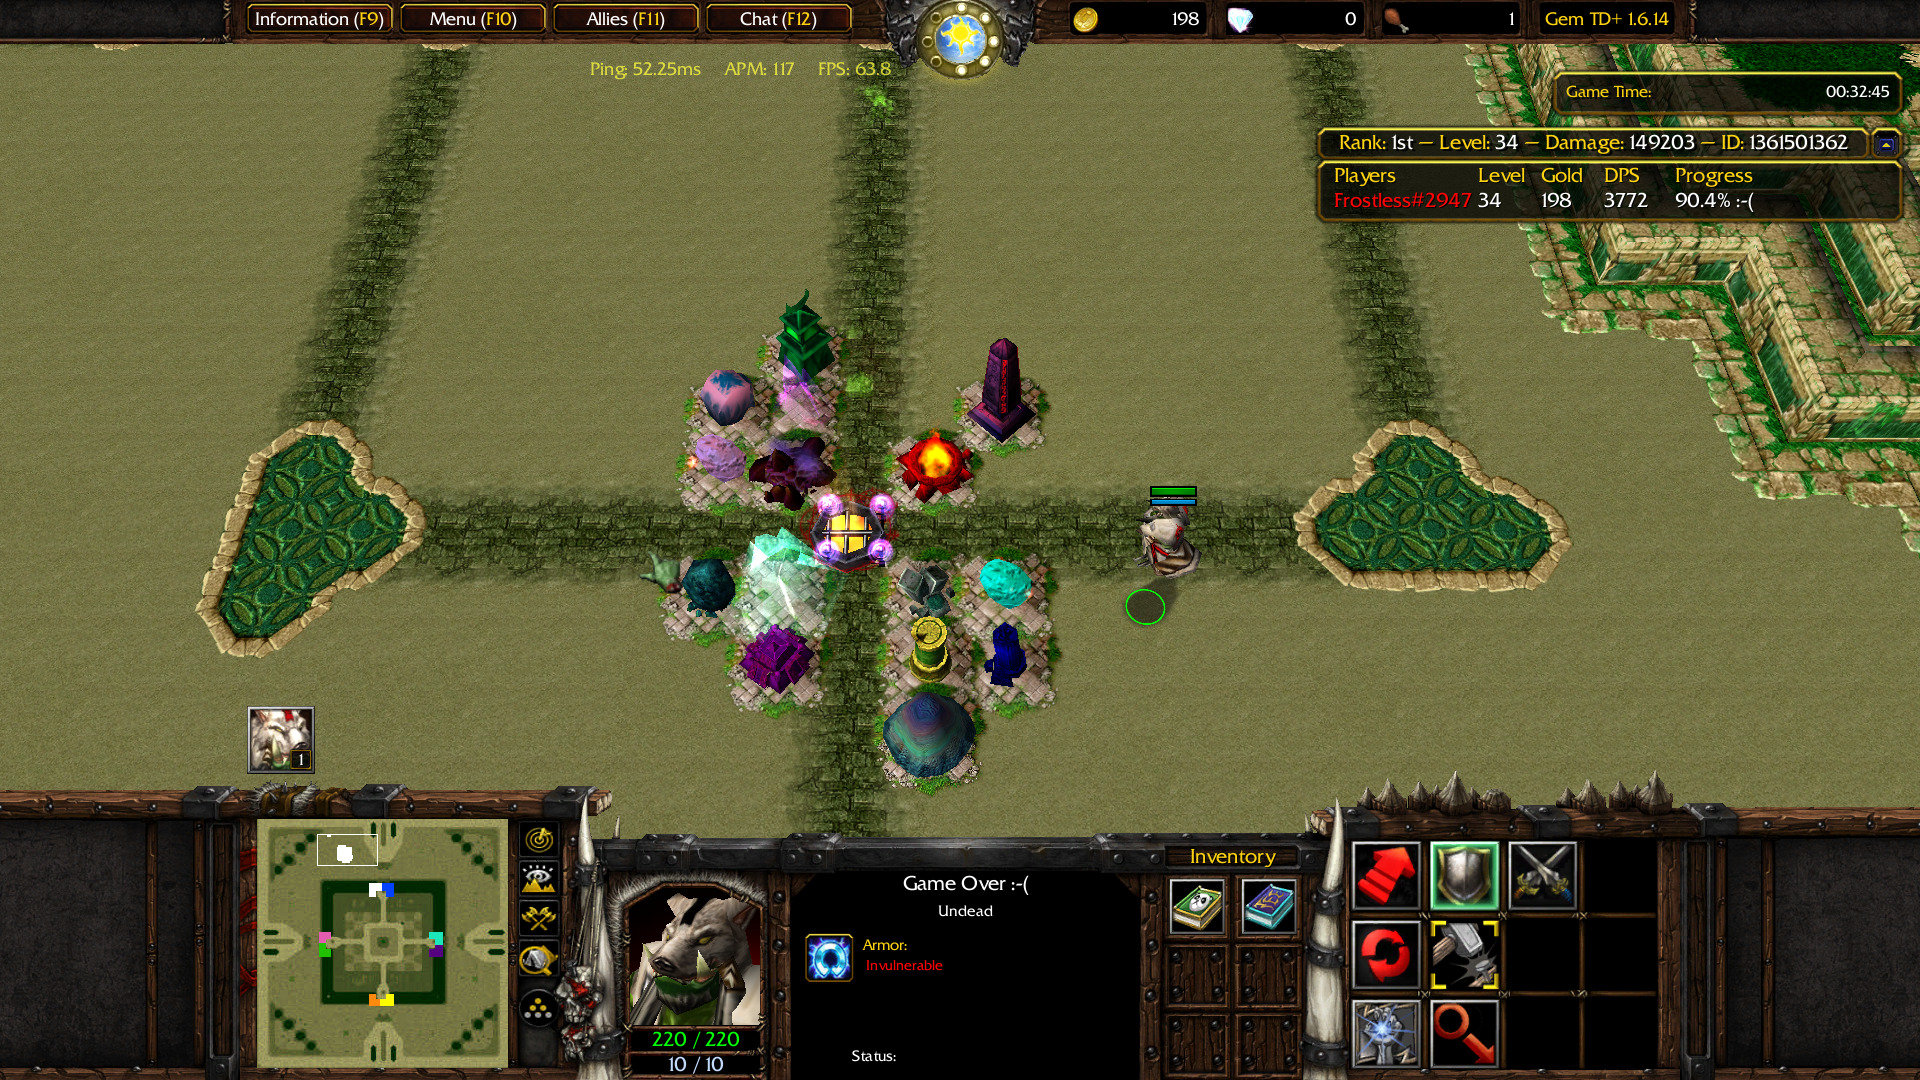 Information (F9)
Menu (F10)
Allies (F11)
Chat (F12)
198
0
1
Gem TD+ 1.6.14
Ping: 52.25ms
APM: 117
FPS: 63.8
Game Time:
00:32:45
Rank: 1st — Level: 34 — Damage: 149203 — ID: 1361501362
Players Level Gold DPS Progress
Frostless#2947 34 198 3772 90.4% :-(
1
Inventory
Game Over :-(
Undead
Armor:
Invulnerable
220 / 220
10 / 10
Status: